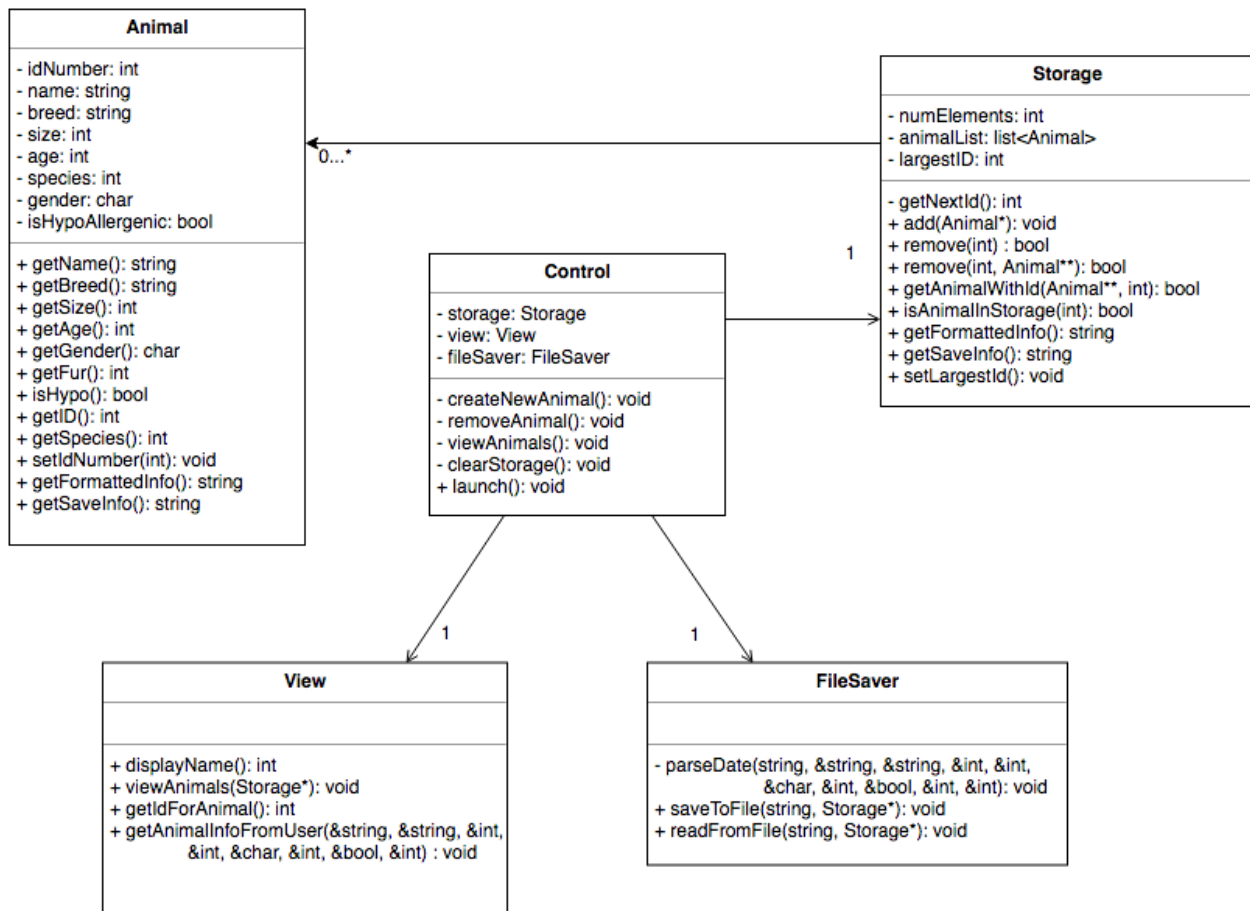 Animal
- idNumber: int
- name: string
- breed: string
- size: int
- age: int
- species: int
- gender: char
- isHypoAllergenic: bool
+ getName(): string
+ getBreed(): string
+ getSize(): int
+ getAge(): int
+ getGender(): char
+ getFur(): int
+ isHypo(): bool
+ getID(): int
+ getSpecies(): int
+ setIdNumber(int): void
+ getFormattedInfo(): string
+ getSaveInfo(): string
0...*
Storage
- numElements: int
- animalList: list<Animal>
- largestID: int
- getNextId(): int
+ add(Animal*): void
+ remove(int) : bool
+ remove(int, Animal**): bool
+ getAnimalWithId(Animal**, int): bool
+ isAnimalInStorage(int): bool
+ getFormattedInfo(): string
+ getSaveInfo(): string
+ setLargestId(): void
1
Control
- storage: Storage
- view: View
- fileSaver: FileSaver
- createNewAnimal(): void
- removeAnimal(): void
- viewAnimals(): void
- clearStorage(): void
+ launch(): void
1
1
View
+ displayName(): int
+ viewAnimals(Storage*): void
+ getIdForAnimal(): int
+ getAnimalInfoFromUser(&string, &string, &int,
&int, &char, &int, &bool, &int) : void
FileSaver
- parseDate(string, &string, &string, &int, &int,
&char, &int, &bool, &int, &int): void
+ saveToFile(string, Storage*): void
+ readFromFile(string, Storage*): void